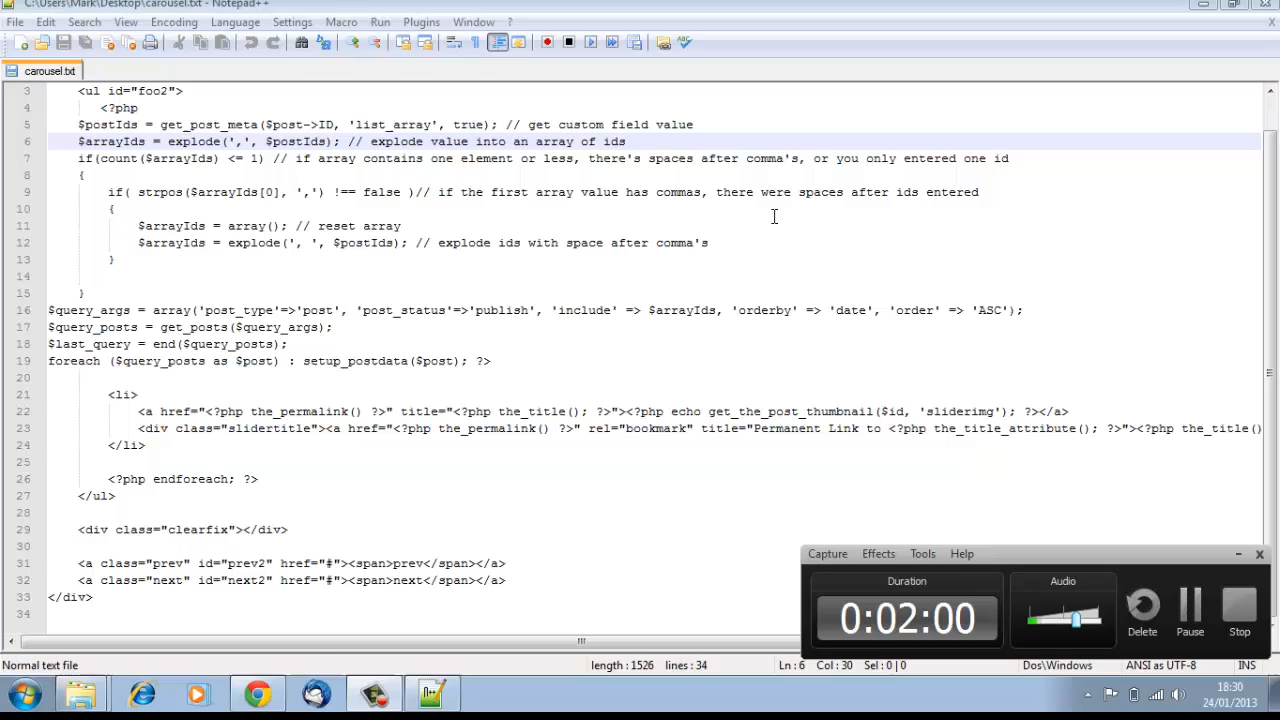 C:\Users\Mark\Desktop\carousel.txt - Notepad++
File Edit Search View Encoding Language Settings Macro Run Plugins Window ? X
carousel.txt
3 <ul id="foo2">
4 <?php
5 $postIds = get_post_meta($post->ID, 'list_array', true); // get custom field value
6 $arrayIds = explode(',', $postIds); // explode value into an array of ids
7 if(count($arrayIds) <= 1) // if array contains one element or less, there's spaces after comma's, or you only entered one id
8 {
9 if( strpos($arrayIds[0], ',') !== false )// if the first array value has commas, there were spaces after ids entered
10 {
11 $arrayIds = array(); // reset array
12 $arrayIds = explode(', ', $postIds); // explode ids with space after comma's
13 }
14
15 }
16 $query_args = array('post_type'=>'post', 'post_status'=>'publish', 'include' => $arrayIds, 'orderby' => 'date', 'order' => 'ASC');
17 $query_posts = get_posts($query_args);
18 $last_query = end($query_posts);
19 foreach ($query_posts as $post) : setup_postdata($post); ?>
20
21 <li>
22 <a href="<?php the_permalink() ?>" title="<?php the_title(); ?>"><?php echo get_the_post_thumbnail($id, 'sliderimg'); ?></a>
23 <div class="slidertitle"><a href="<?php the_permalink() ?>" rel="bookmark" title="Permanent Link to <?php the_title_attribute(); ?>"><?php the_title()
24 </li>
25
26 <?php endforeach; ?>
27 </ul>
28
29 <div class="clearfix"></div>
30
31 <a class="prev" id="prev2" href="#"><span>prev</span></a>
32 <a class="next" id="next2" href="#"><span>next</span></a>
33 </div>
34
Capture Effects Tools Help
Duration Audio
0:02:00
Delete Pause Stop
Normal text file length : 1526 lines : 34 Ln : 6 Col : 30 Sel : 0 | 0 Dos\Windows ANSI as UTF-8 INS
18:30
24/01/2013